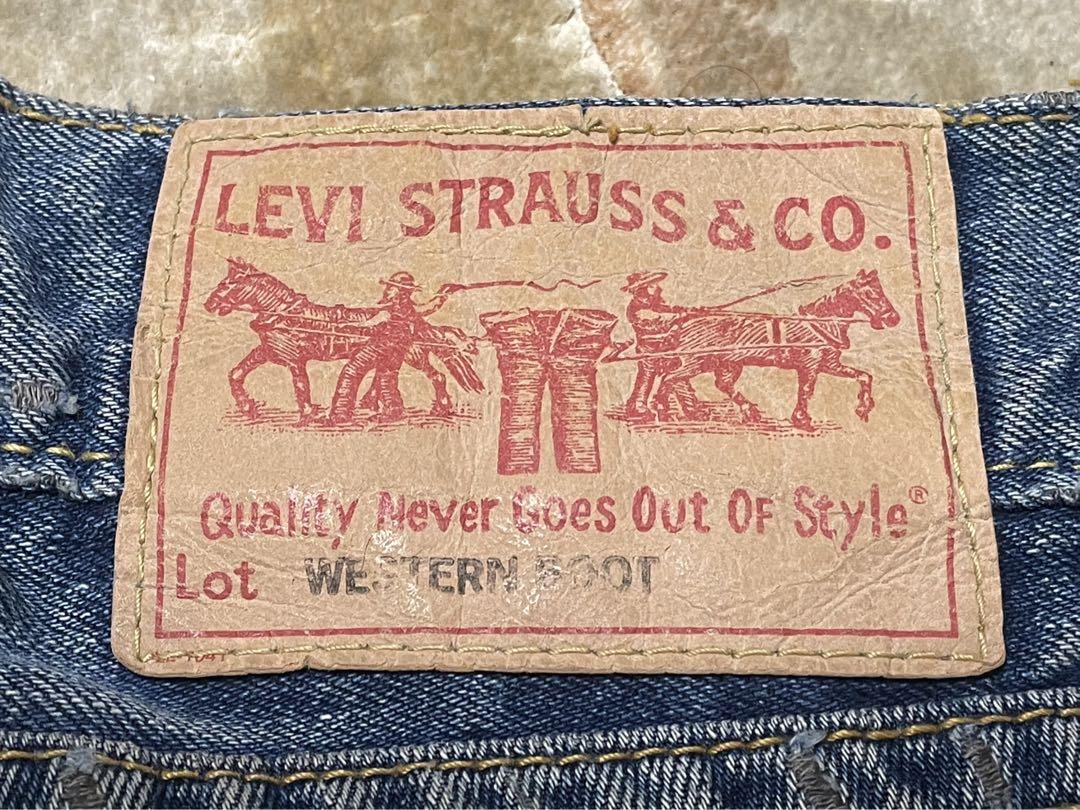 LEVI STRAUSS & CO.
Quality Never Goes Out Of Style®
Lot WESTERN BOOT